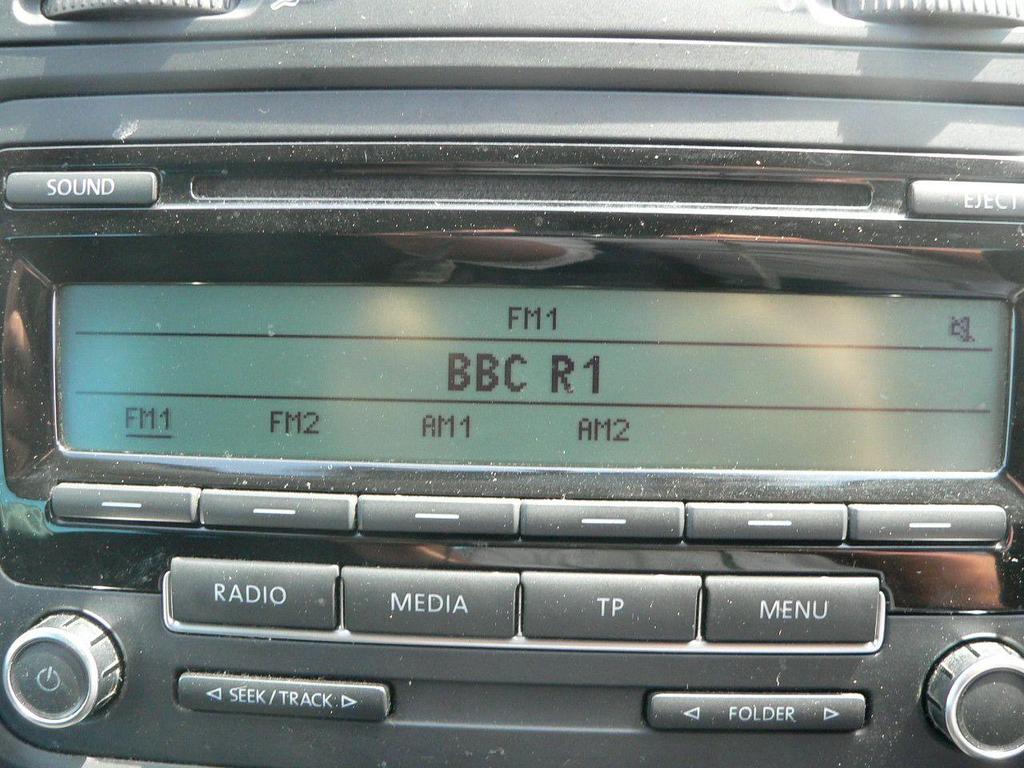 SOUND
EJECT
FM1
BBC R1
FM1 FM2 AM1 AM2
RADIO MEDIA TP MENU
SEEK/TRACK FOLDER